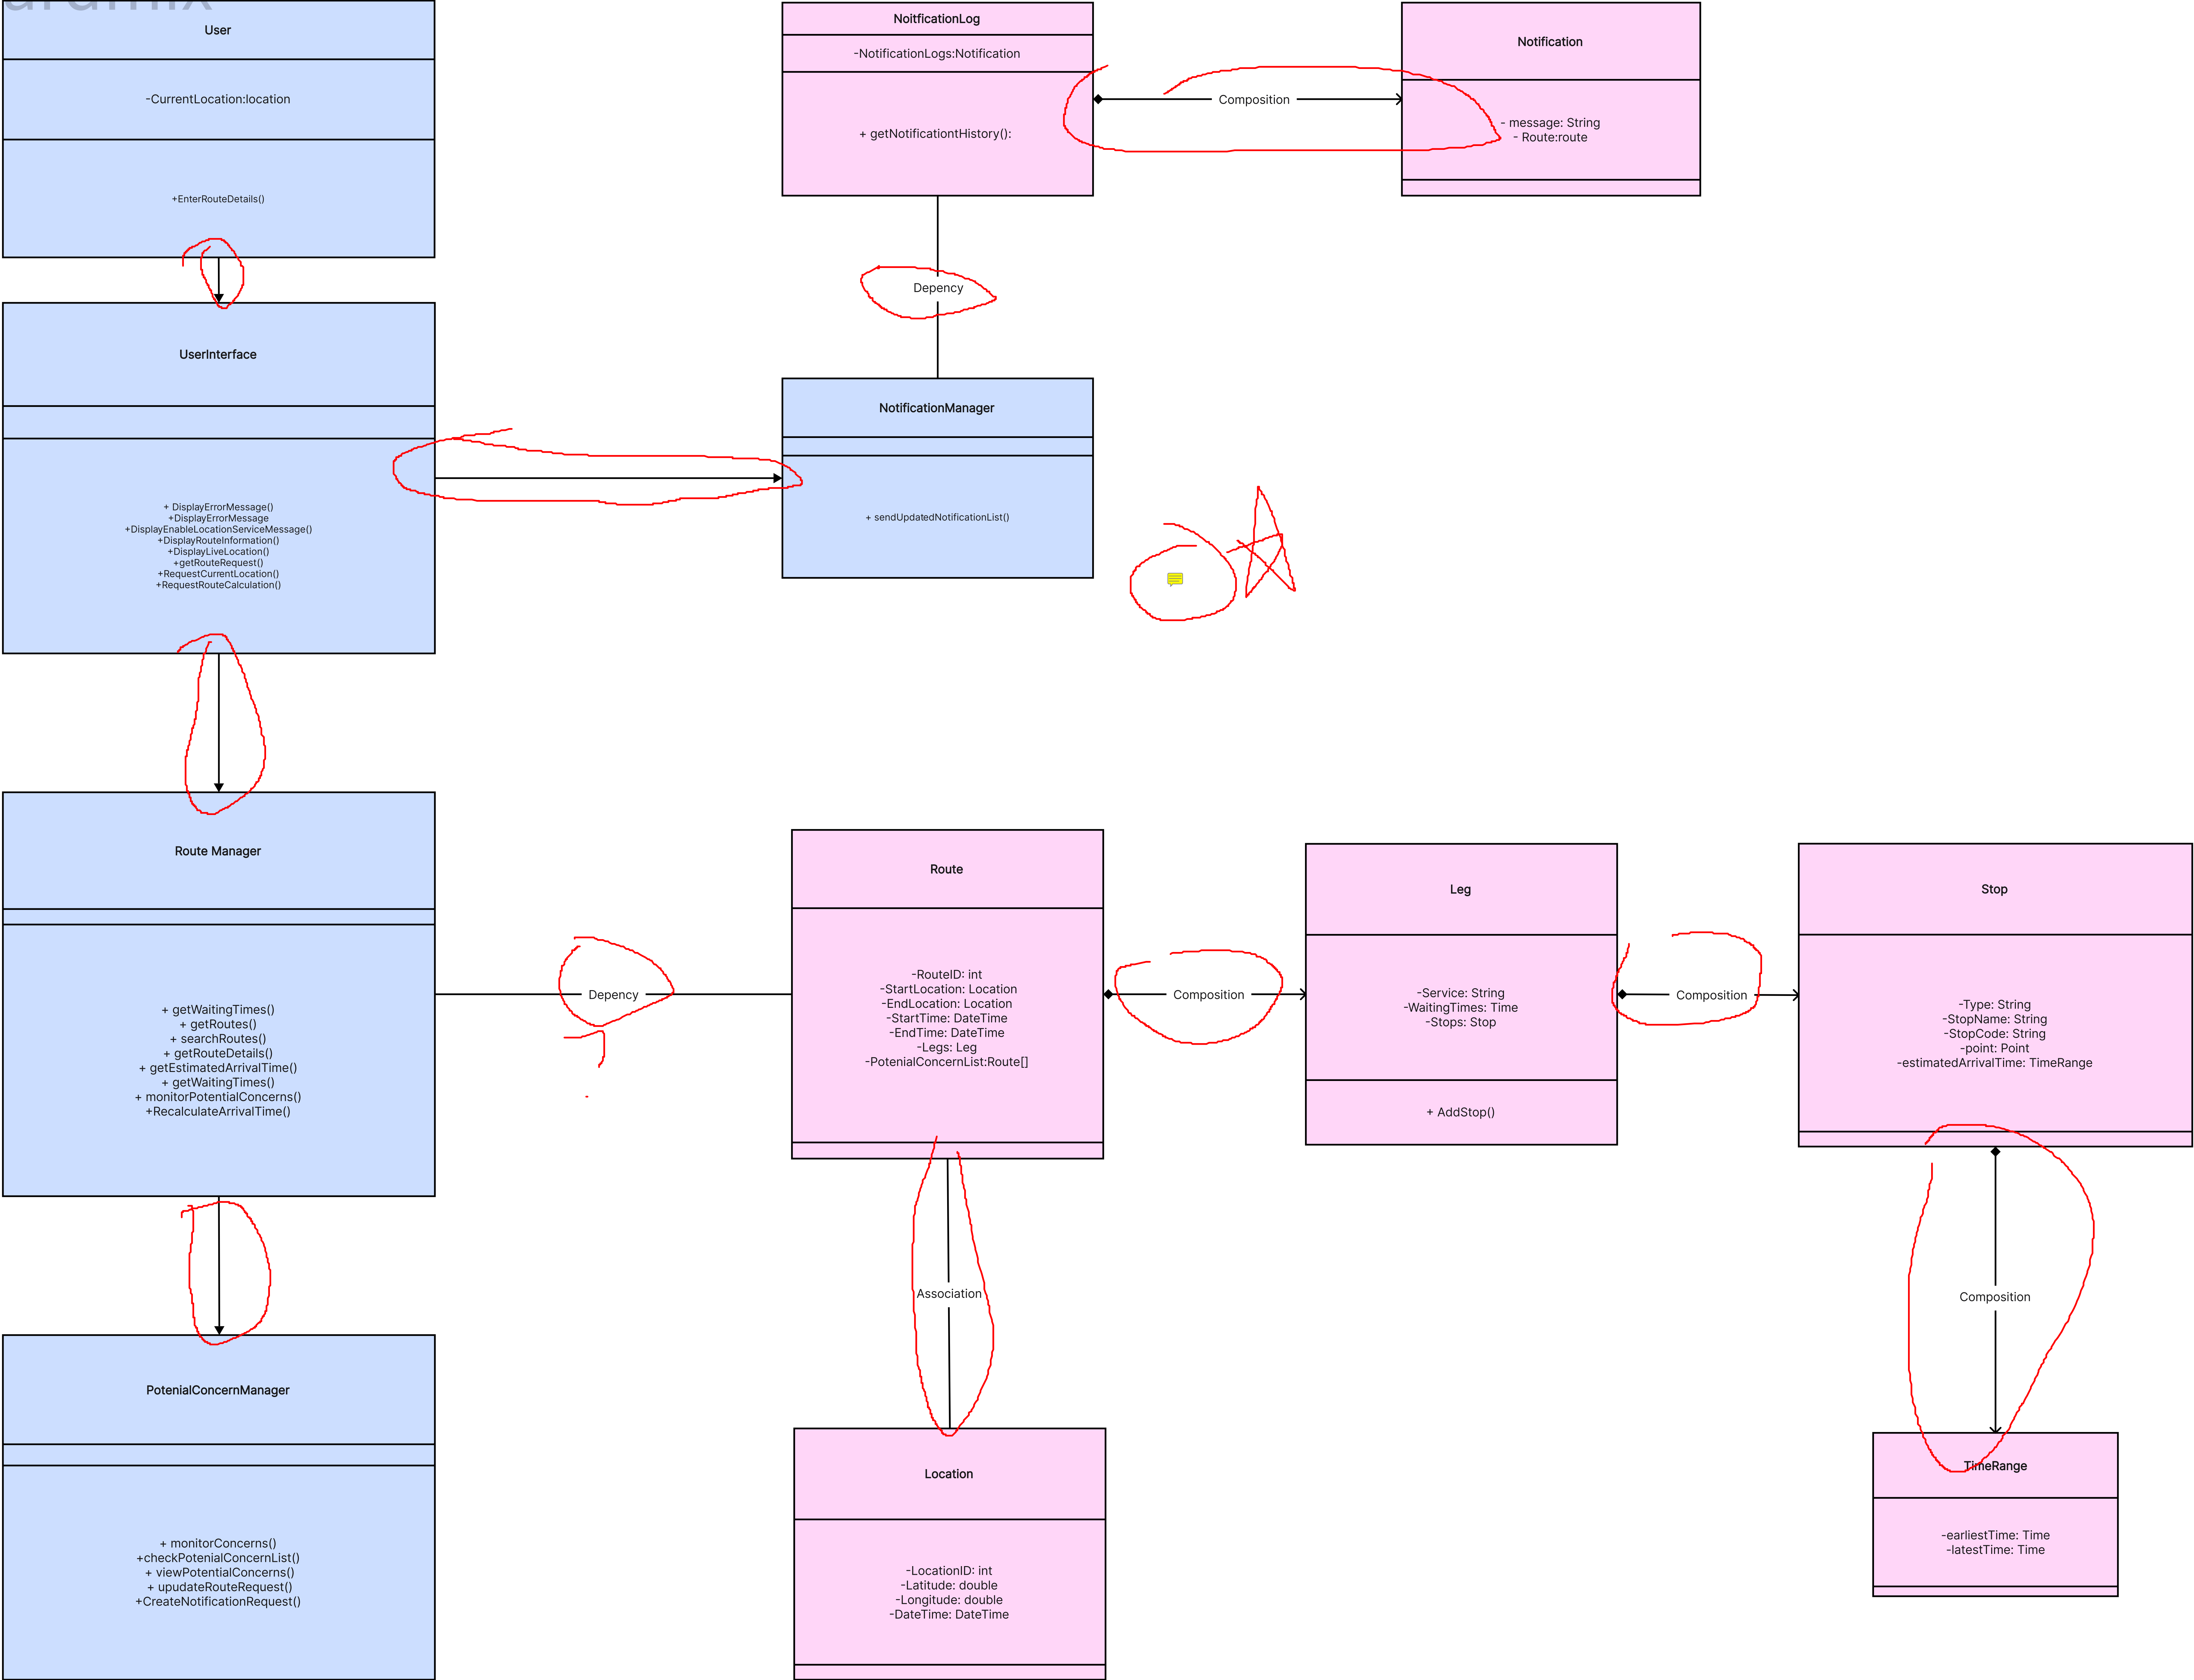 User
-CurrentLocation:location
+EnterRouteDetails()
NoitficationLog
-NotificationLogs:Notification
+ getNotificationtHistory():
Composition
Notification
- message: String
- Route:route
Depency
UserInterface
+ DisplayErrorMessage()
+DisplayErrorMessage
+DisplayEnableLocationServiceMessage()
+DisplayRouteInformation()
+DisplayLiveLocation()
+getRouteRequest()
+RequestCurrentLocation()
+RequestRouteCalculation()
NotificationManager
+ sendUpdatedNotificationList()
Route Manager
+ getWaitingTimes()
+ getRoutes()
+ searchRoutes()
+ getRouteDetails()
+ getEstimatedArrivalTime()
+ getWaitingTimes()
+ monitorPotentialConcerns()
+RecalculateArrivalTime()
Depency
Route
-RouteID: int
-StartLocation: Location
-EndLocation: Location
-StartTime: DateTime
-EndTime: DateTime
-Legs: Leg
-PotenialConcernList:Route[]
Composition
Leg
-Service: String
-WaitingTimes: Time
-Stops: Stop
+ AddStop()
Composition
Stop
-Type: String
-StopName: String
-StopCode: String
-point: Point
-estimatedArrivalTime: TimeRange
Association
Composition
PotenialConcernManager
+ monitorConcerns()
+checkPotenialConcernList()
+ viewPotentialConcerns()
+ upudateRouteRequest()
+CreateNotificationRequest()
Location
-LocationID: int
-Latitude: double
-Longitude: double
-DateTime: DateTime
TimeRange
-earliestTime: Time
-latestTime: Time